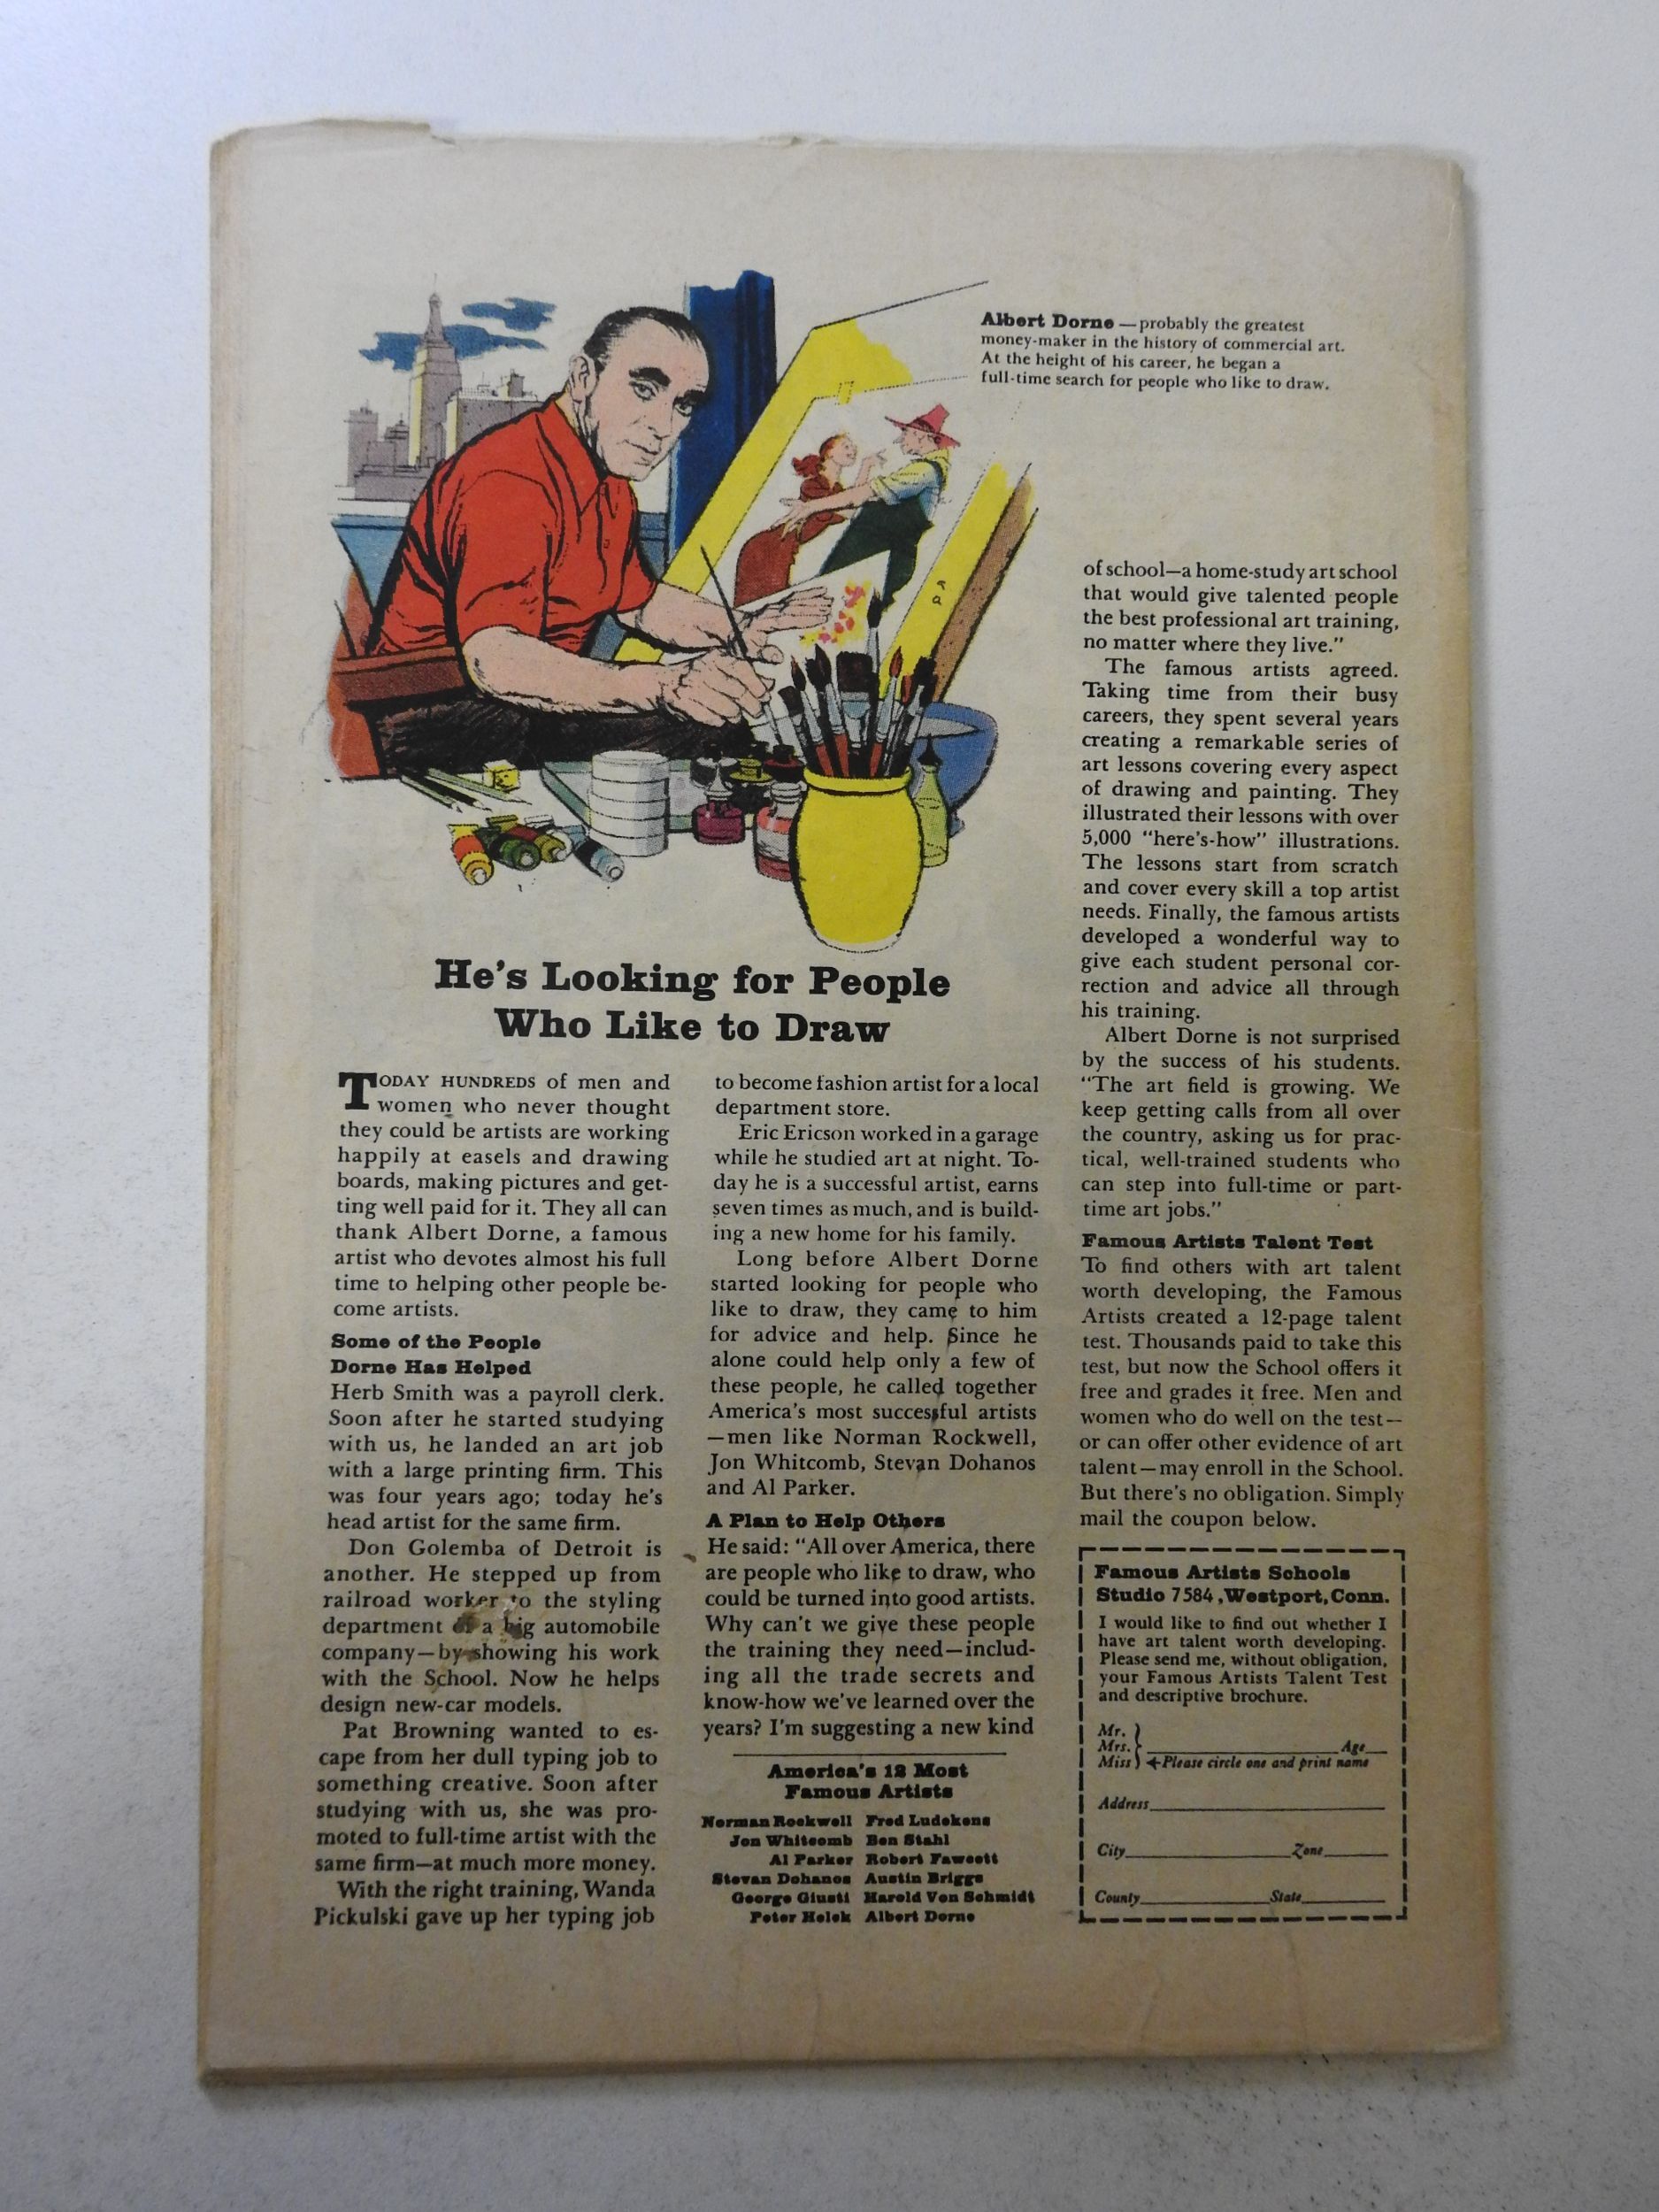 Albert Dorne — probably the greatest
money-maker in the history of commercial art.
At the height of his career, he began a
full-time search for people who like to draw.
He's Looking for People
Who Like to Draw
TODAY HUNDREDS of men and
women who never thought
they could be artists are working
happily at easels and drawing
boards, making pictures and get-
ting well paid for it. They all can
thank Albert Dorne, a famous
artist who devotes almost his full
time to helping other people be-
come artists.
Some of the People
Dorne Has Helped
Herb Smith was a payroll clerk.
Soon after he started studying
with us, he landed an art job
with a large printing firm. This
was four years ago; today he's
head artist for the same firm.
Don Golemba of Detroit is
another. He stepped up from
railroad worker to the styling
department of a big automobile
company—by showing his work
with the School. Now he helps
design new-car models.
Pat Browning wanted to es-
cape from her dull typing job to
something creative. Soon after
studying with us, she was pro-
moted to full-time artist with the
same firm—at much more money.
With the right training, Wanda
Pickulski gave up her typing job
to become fashion artist for a local
department store.
Eric Ericson worked in a garage
while he studied art at night. To-
day he is a successful artist, earns
seven times as much, and is build-
ing a new home for his family.
Long before Albert Dorne
started looking for people who
like to draw, they came to him
for advice and help. Since he
alone could help only a few of
these people, he called together
America's most successful artists
—men like Norman Rockwell,
Jon Whitcomb, Stevan Dohanos
and Al Parker.
A Plan to Help Others
He said: "All over America, there
are people who like to draw, who
could be turned into good artists.
Why can't we give these people
the training they need—includ-
ing all the trade secrets and
know-how we've learned over the
years? I'm suggesting a new kind
America's 12 Most
Famous Artists
Norman Rockwell Fred Ludekens
Jon Whitcomb Ben Stahl
Al Parker Robert Fawcett
Stevan Dohanos Austin Briggs
George Giusti Harold Von Schmidt
Peter Helck Albert Dorne
of school—a home-study art school
that would give talented people
the best professional art training,
no matter where they live."
The famous artists agreed.
Taking time from their busy
careers, they spent several years
creating a remarkable series of
art lessons covering every aspect
of drawing and painting. They
illustrated their lessons with over
5,000 "here's-how" illustrations.
The lessons start from scratch
and cover every skill a top artist
needs. Finally, the famous artists
developed a wonderful way to
give each student personal cor-
rection and advice all through
his training.
Albert Dorne is not surprised
by the success of his students.
"The art field is growing. We
keep getting calls from all over
the country, asking us for prac-
tical, well-trained students who
can step into full-time or part-
time art jobs."
Famous Artists Talent Test
To find others with art talent
worth developing, the Famous
Artists created a 12-page talent
test. Thousands paid to take this
test, but now the School offers it
free and grades it free. Men and
women who do well on the test—
or can offer other evidence of art
talent—may enroll in the School.
But there's no obligation. Simply
mail the coupon below.
Famous Artists Schools
Studio 7584, Westport, Conn.
I would like to find out whether I
have art talent worth developing.
Please send me, without obligation,
your Famous Artists Talent Test
and descriptive brochure.
Mr.
Mrs. Age
Miss Please circle one and print name
Address
City Zone
County State